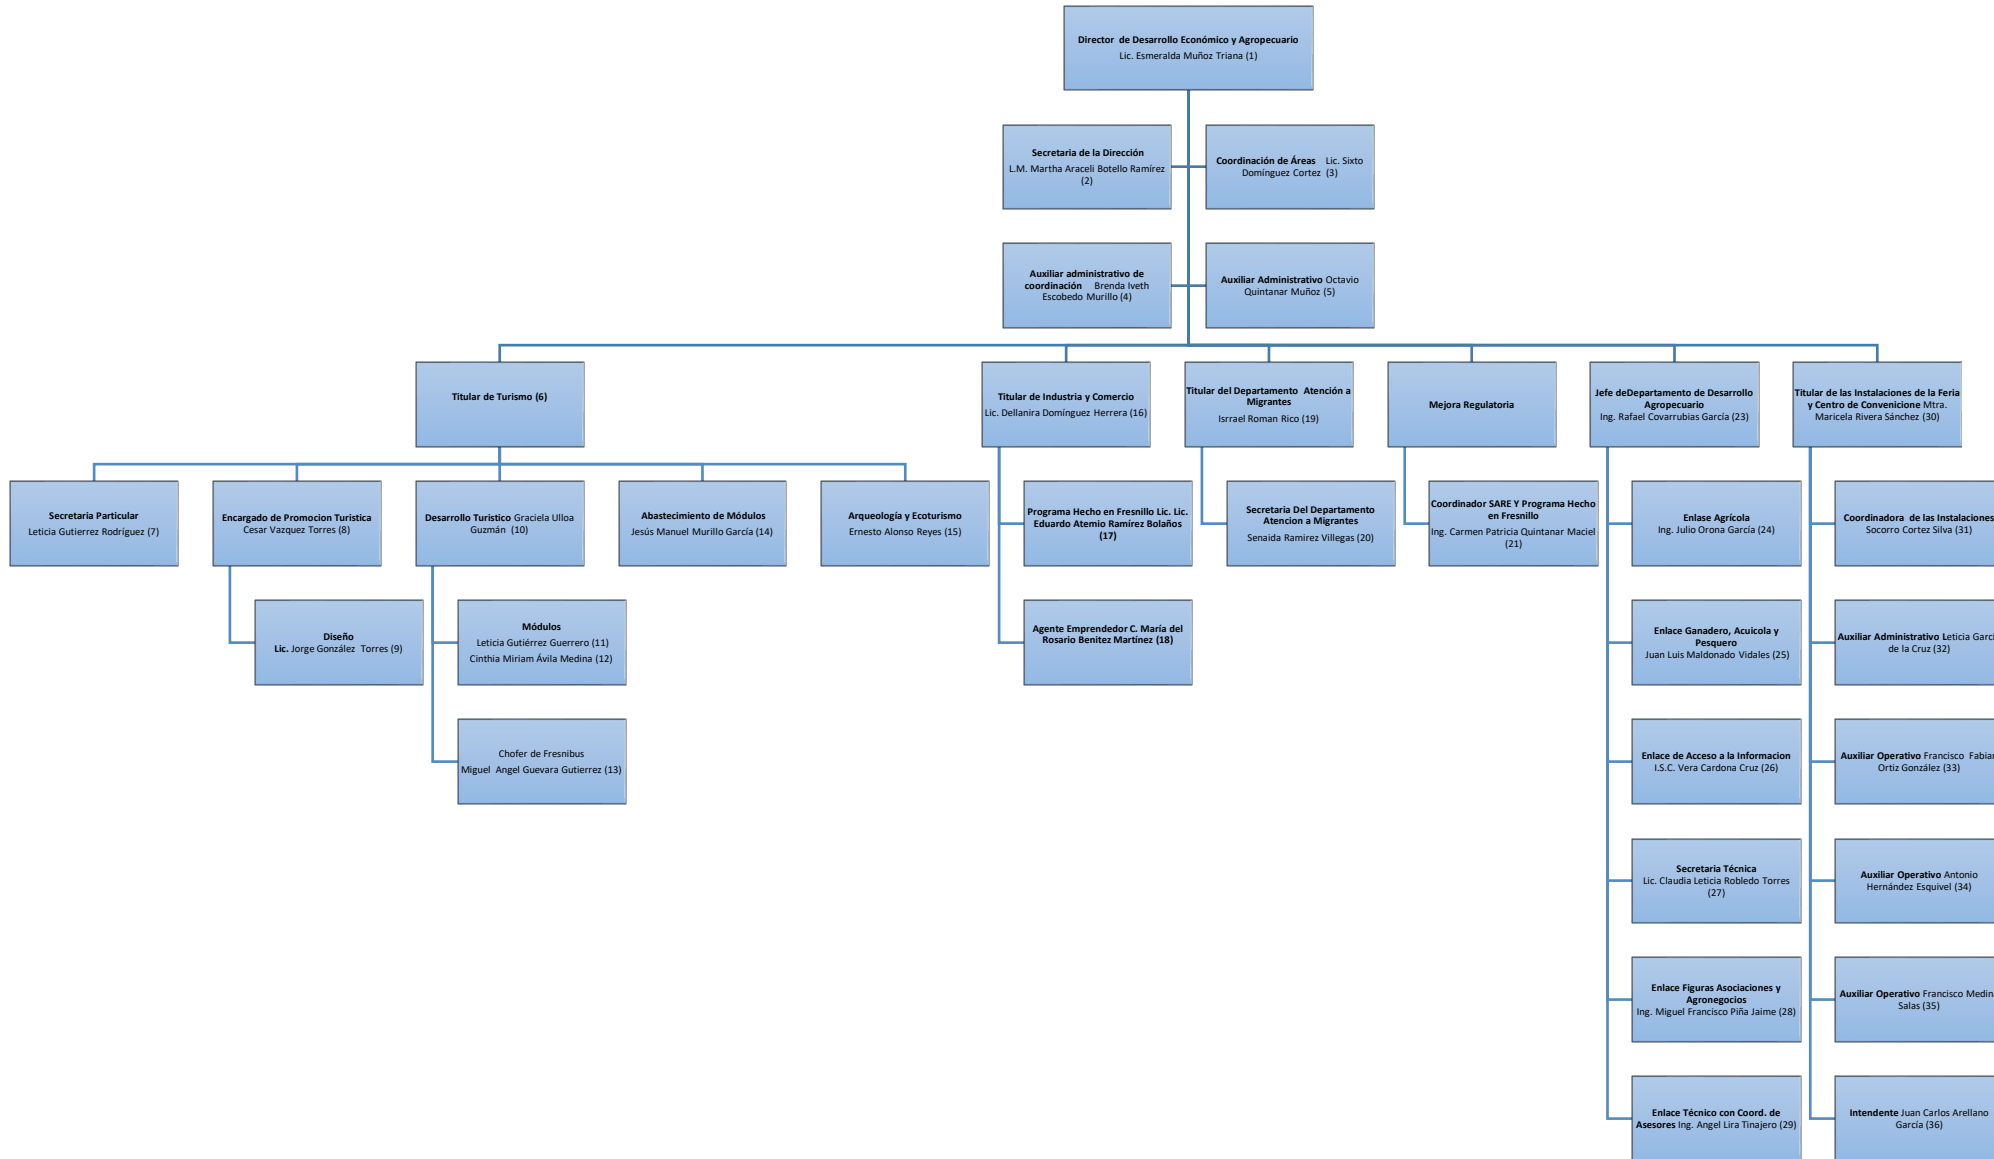 Director de Desarrollo Económico y Agropecuario
Lic. Esmeralda Muñoz Triana (1)
Secretaria de la Dirección
L.M. Martha Araceli Botello Ramírez
(2)
Coordinación de Áreas Lic. Sixto
Domínguez Cortez (3)
Auxiliar administrativo de
coordinación Brenda Iveth
Escobedo Murillo (4)
Auxiliar Administrativo Octavio
Quintanar Muñoz (5)
Titular de Turismo (6)
Titular de Industria y Comercio
Lic. Dellanira Domínguez Herrera (16)
Titular del Departamento Atención a
Migrantes
Isrrael Roman Rico (19)
Mejora Regulatoria
Jefe deDepartamento de Desarrollo
Agropecuario
Ing. Rafael Covarrubias García (23)
Titular de las Instalaciones de la Feria
y Centro de Convenicione Mtra.
Maricela Rivera Sánchez (30)
Secretaria Particular
Leticia Gutierrez Rodríguez (7)
Encargado de Promocion Turistica
Cesar Vazquez Torres (8)
Desarrollo Turistico Graciela Ulloa
Guzmán (10)
Abastecimiento de Módulos
Jesús Manuel Murillo García (14)
Arqueología y Ecoturismo
Ernesto Alonso Reyes (15)
Programa Hecho en Fresnillo Lic. Lic.
Eduardo Atemio Ramírez Bolaños
(17)
Secretaria Del Departamento
Atencion a Migrantes
Senaida Ramirez Villegas (20)
Coordinador SARE Y Programa Hecho
en Fresnillo
Ing. Carmen Patricia Quintanar Maciel
(21)
Enlase Agrícola
Ing. Julio Orona García (24)
Coordinadora de las Instalaciones
Socorro Cortez Silva (31)
Diseño
Lic. Jorge González Torres (9)
Módulos
Leticia Gutiérrez Guerrero (11)
Cinthia Miriam Ávila Medina (12)
Agente Emprendedor C. María del
Rosario Benitez Martínez (18)
Enlace Ganadero, Acuicola y
Pesquero
Juan Luis Maldonado Vidales (25)
Auxiliar Administrativo Leticia Garcí
de la Cruz (32)
Chofer de Fresnibus
Miguel Angel Guevara Gutierrez (13)
Enlace de Acceso a la Informacion
I.S.C. Vera Cardona Cruz (26)
Auxiliar Operativo Francisco Fabian
Ortiz González (33)
Secretaria Técnica
Lic. Claudia Leticia Robledo Torres
(27)
Auxiliar Operativo Antonio
Hernández Esquivel (34)
Enlace Figuras Asociaciones y
Agronegocios
Ing. Miguel Francisco Piña Jaime (28)
Auxiliar Operativo Francisco Medina
Salas (35)
Enlace Técnico con Coord. de
Asesores Ing. Angel Lira Tinajero (29)
Intendente Juan Carlos Arellano
García (36)